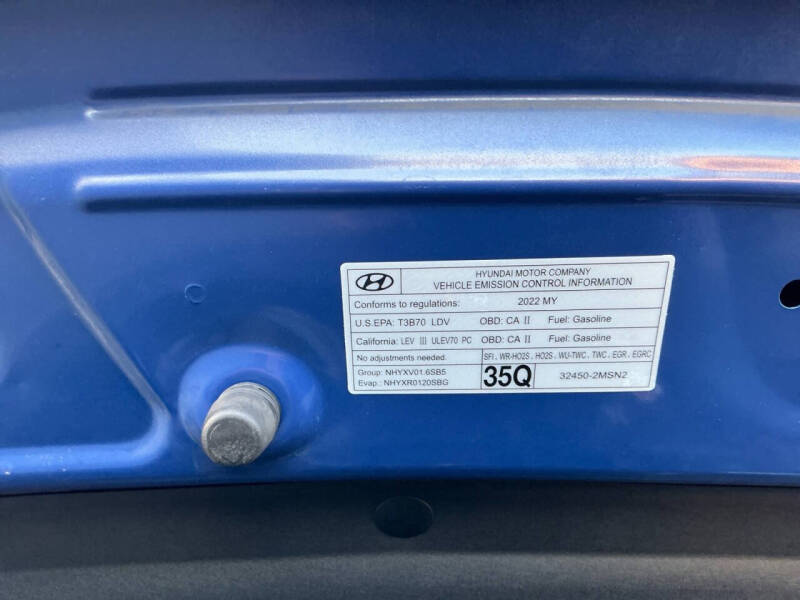 HYUNDAI MOTOR COMPANY
VEHICLE EMISSION CONTROL INFORMATION
Conforms to regulations: 2022 MY
U.S.EPA: T3B70 LDV OBD: CA II Fuel: Gasoline
California: LEV III ULEV70 PC OBD: CA II Fuel: Gasoline
No adjustments needed. SFI , WR-HO2S , HO2S , WU-TWC , TWC , EGR , EGRC
Group: NHYXV01.6SB5
Evap.: NHYXR0120SBG
35Q
32450-2MSN2